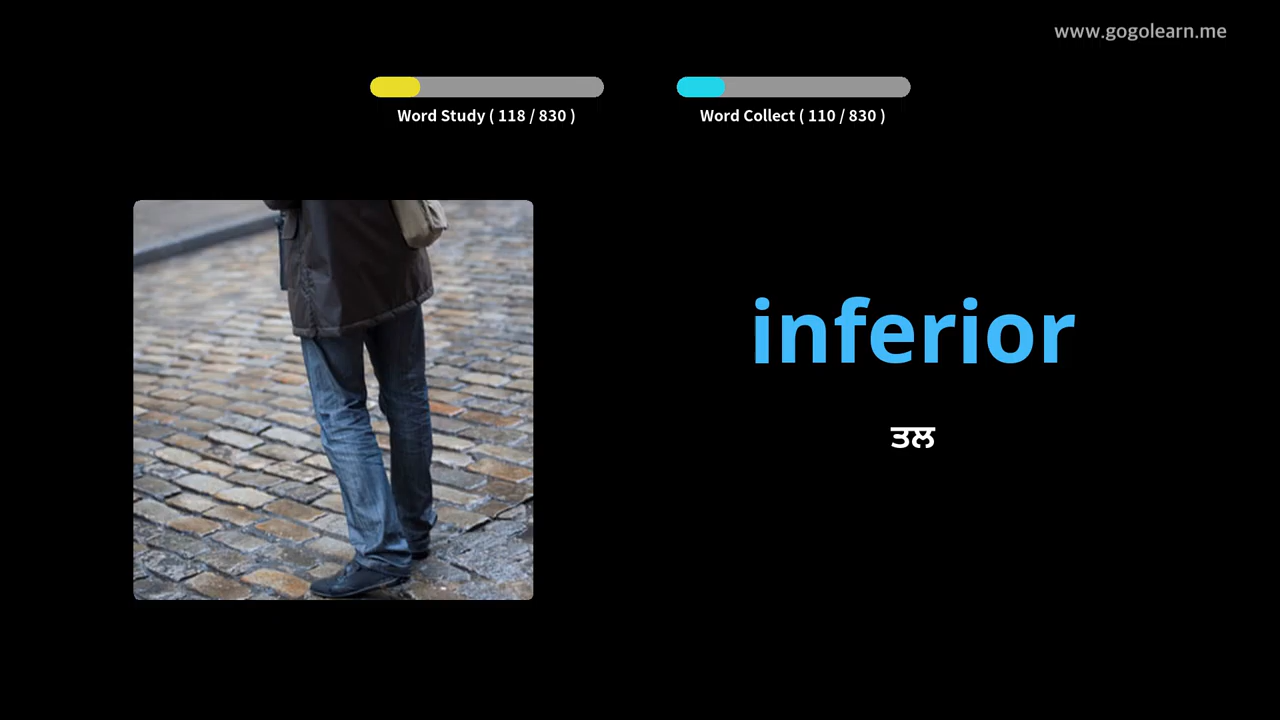 www.gogolearn.me
Word Study ( 118 / 830 )
Word Collect ( 110 / 830 )
inferior
ਤਲ